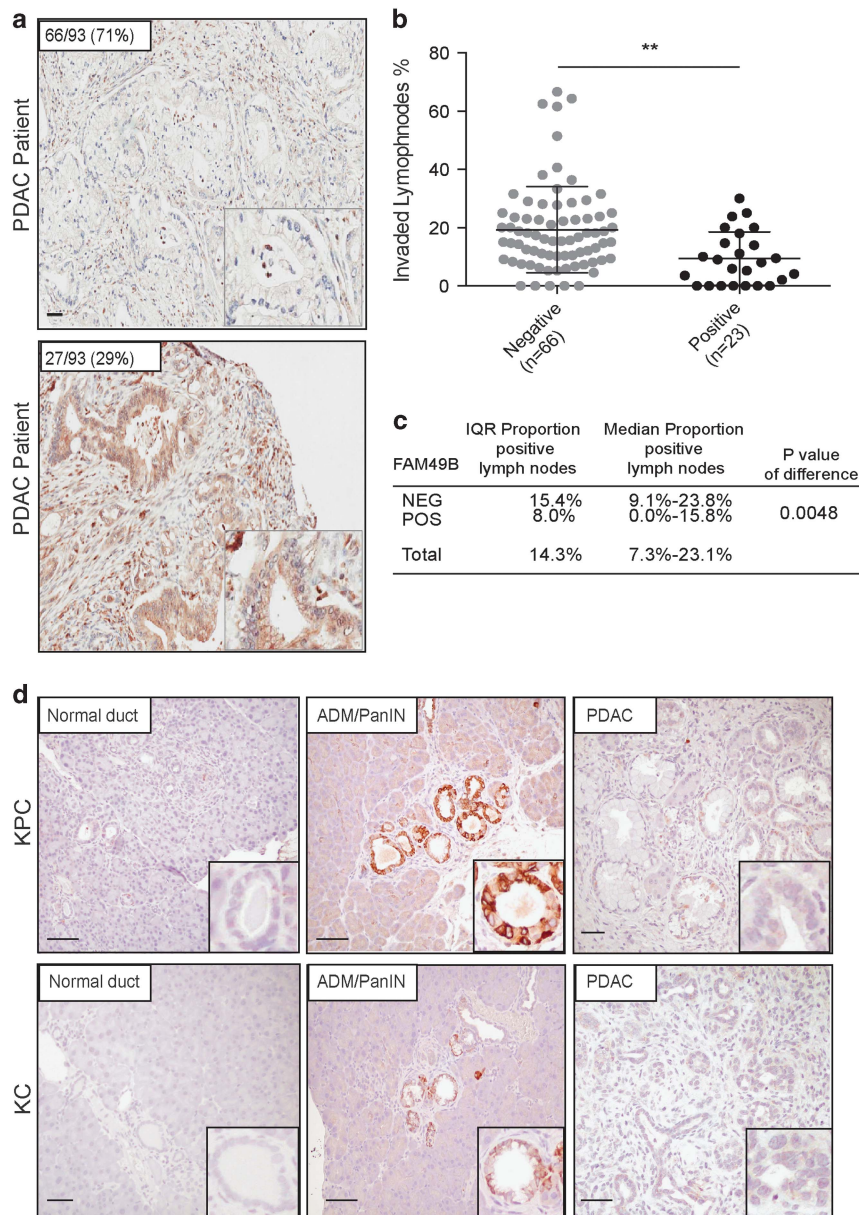 a
66/93 (71%)
PDAC Patient
27/93 (29%)
PDAC Patient
b
Invaded Lymophnodes %
80
60
40
20
0
**
Negative
(n=66)
Positive
(n=23)
c
FAM49B
IQR Proportion
positive
lymph nodes
Median Proportion
positive
lymph nodes
P value
of difference
NEG 15.4% 9.1%-23.8%
POS 8.0% 0.0%-15.8%
0.0048
Total 14.3% 7.3%-23.1%
d
KPC
Normal duct
ADM/PanIN
PDAC
KC
Normal duct
ADM/PanIN
PDAC